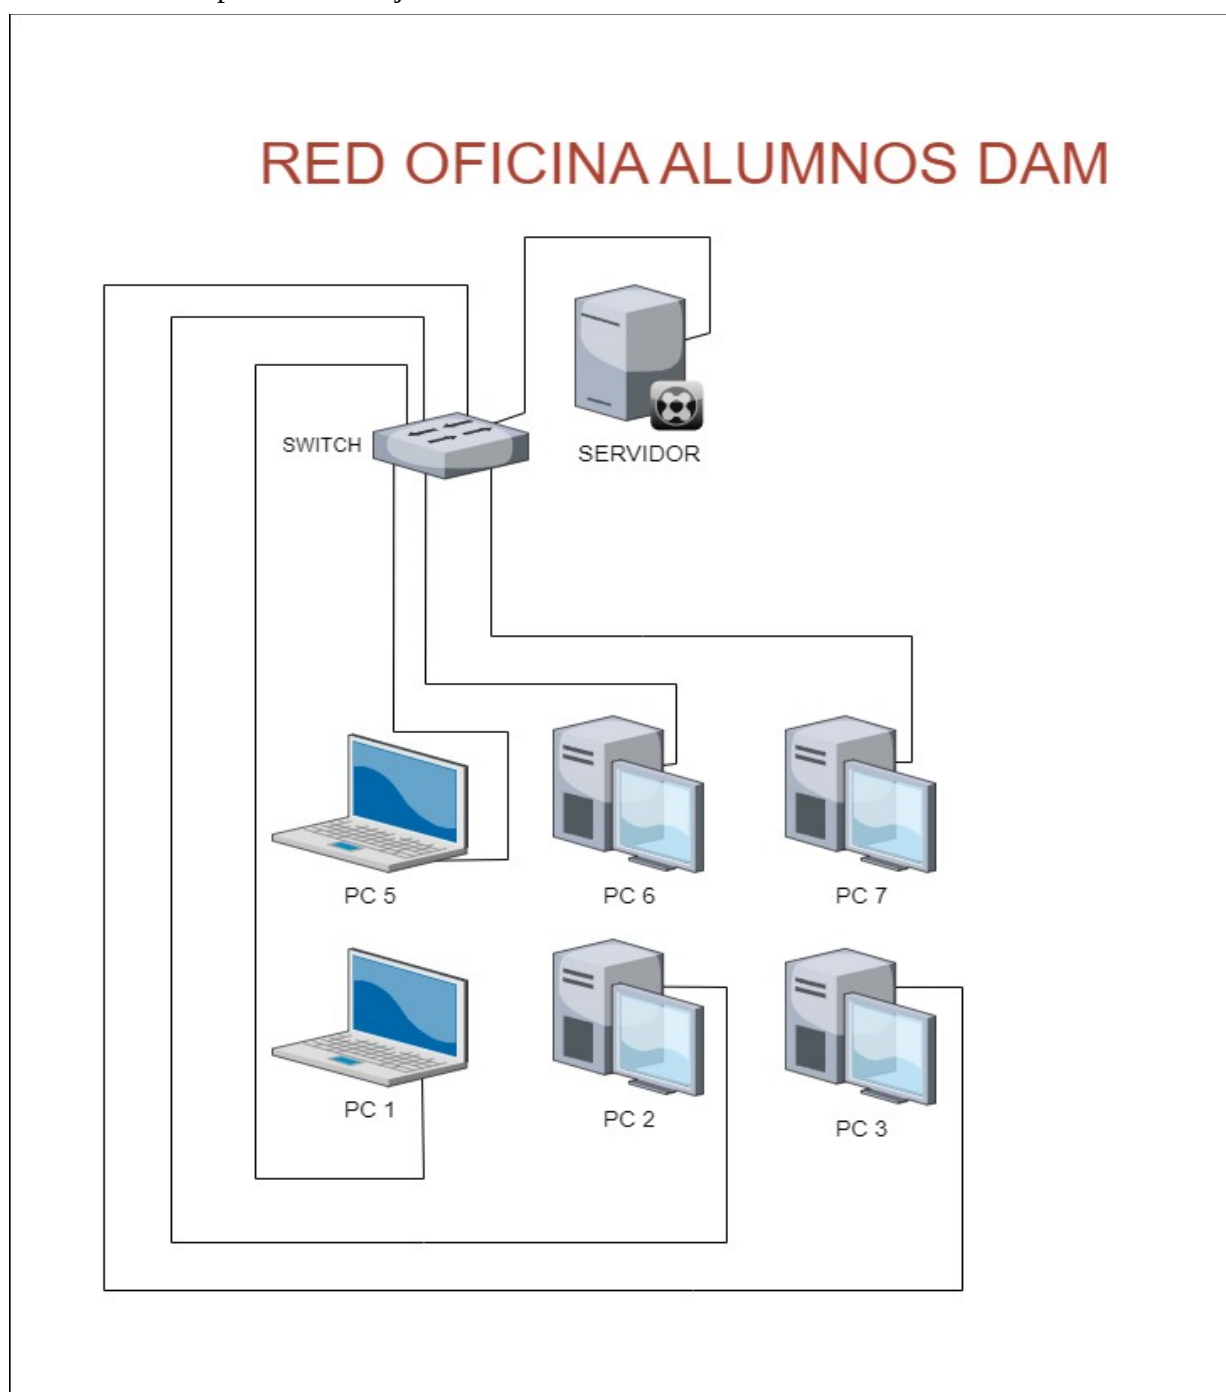 RED OFICINA ALUMNOS DAM
SWITCH
SERVIDOR
PC 5
PC 6
PC 7
PC 1
PC 2
PC 3